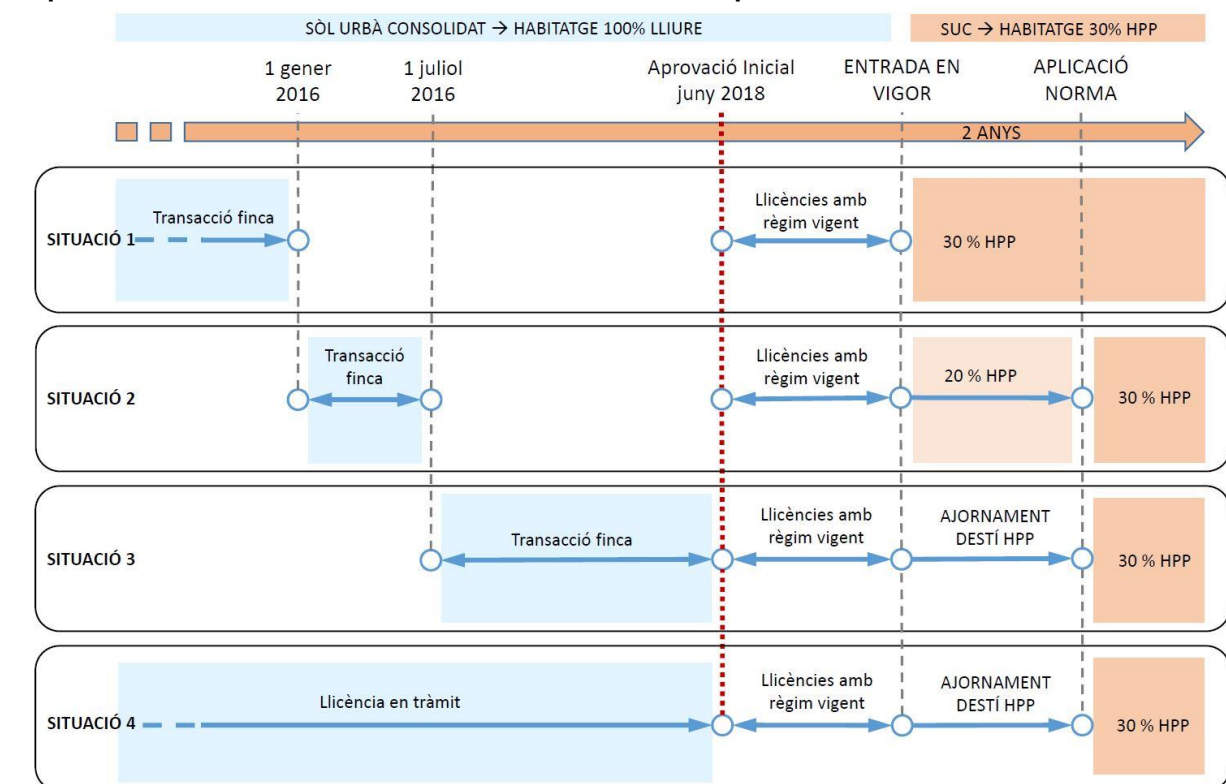 SÒL URBÀ CONSOLIDAT → HABITATGE 100% LLIURE
SUC → HABITATGE 30% HPP
1 gener
2016
1 juliol
2016
Aprovació Inicial
juny 2018
ENTRADA EN
VIGOR
APLICACIÓ
NORMA
2 ANYS
SITUACIÓ 1
Transacció finca
Llicències amb
règim vigent
30 % HPP
SITUACIÓ 2
Transacció
finca
Llicències amb
règim vigent
20 % HPP
30 % HPP
SITUACIÓ 3
Transacció finca
Llicències amb
règim vigent
AJORNAMENT
DESTÍ HPP
30 % HPP
SITUACIÓ 4
Llicència en tràmit
Llicències amb
règim vigent
AJORNAMENT
DESTÍ HPP
30 % HPP